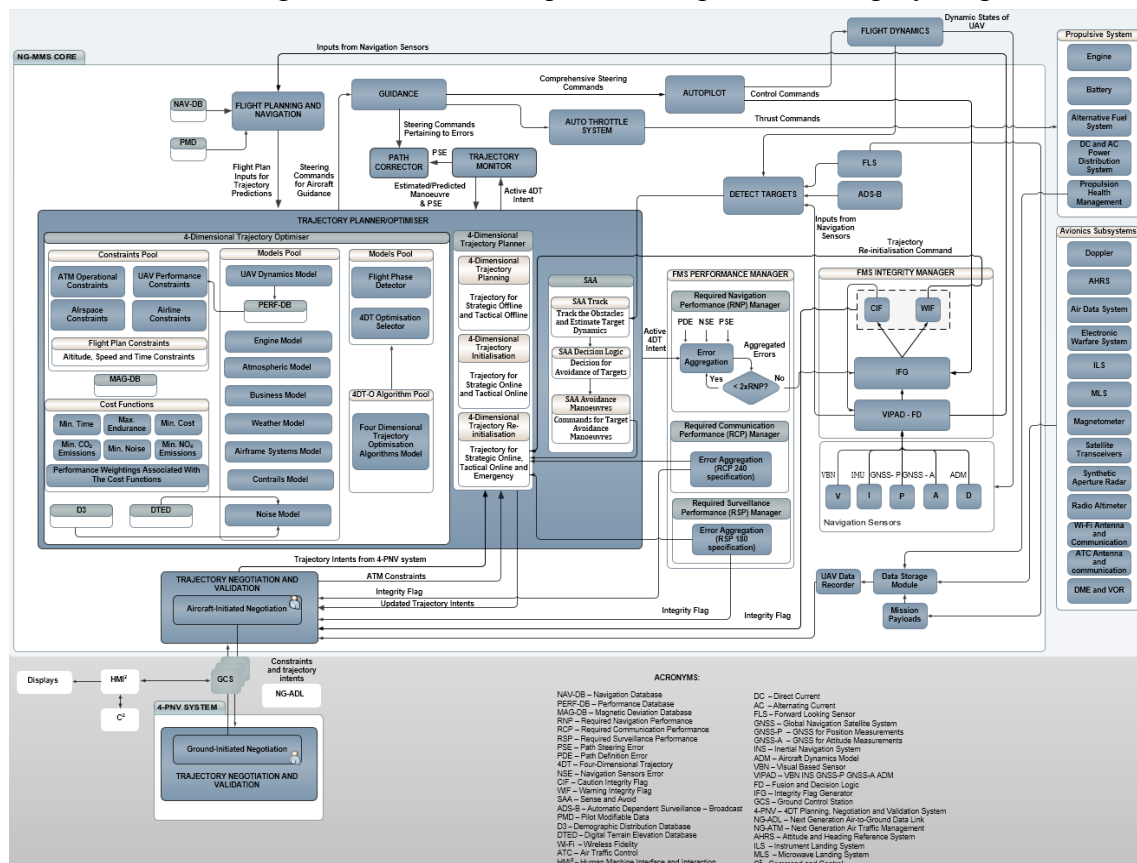 Dynamic States of
UAV
FLIGHT DYNAMICS
Propulsive System
Inputs from Navigation Sensors
NG-MMS CORE
Engine
Comprehensive Steering
Commands
NAV-DB
FLIGHT PLANNING AND
NAVIGATION
GUIDANCE
AUTOPILOT
Control Commands
Battery
PMD
AUTO THROTTLE
SYSTEM
Thrust Commands
Alternative Fuel
System
Steering Commands
Pertaining to Errors
DC and AC
Power
Distribution
System
Flight Plan
Inputs for
Trajectory
Predictions
Steering
Commands
for Aircraft
Guidance
PATH
CORRECTOR
PSE
TRAJECTORY
MONITOR
FLS
Estimated/Predicted
Manoeuvre
& PSE
Active 4DT
Intent
DETECT TARGETS
ADS-B
Propulsion
Health
Management
TRAJECTORY PLANNER/OPTIMISER
Inputs from
Navigation
Sensors
Trajectory
Re-initialisation Command
Avionics Subsystems
4-Dimensional Trajectory Optimiser
4-Dimensional
Trajectory Planner
Constraints Pool
Models Pool
Models Pool
ATM Operational
Constraints
UAV Performance
Constraints
UAV Dynamics Model
Flight Phase
Detector
4-Dimensional
Trajectory
Planning
Trajectory for
Strategic Offline
and Tactical Offline
Airspace
Constraints
Airline
Constraints
PERF-DB
4DT Optimisation
Selector
Flight Plan Constraints
Altitude, Speed and Time Constraints
Engine Model
4-Dimensional
Trajectory
Initialisation
Trajectory for
Strategic Online
and Tactical Online
MAG-DB
Atmospheric Model
Cost Functions
Min. Time
Max.
Endurance
Min. Cost
Business Model
4DT-O Algorithm Pool
Min. CO₂
Emissions
Min. Noise
Min. NOₓ
Emissions
Weather Model
Four Dimensional
Trajectory
Optimisation
Algorithms Model
4-Dimensional
Trajectory Re-
initialisation
Trajectory for
Strategic Online,
Tactical Online and
Emergency
Performance Weightings Associated With
The Cost Functions
Airframe Systems Model
Contrails Model
D3
DTED
Noise Model
SAA
SAA Track
Track the Obstacles
and Estimate Target
Dynamics
SAA Decision Logic
Decision for
Avoidance of Targets
SAA Avoidance
Manoeuvres
Commands for Target
Avoidance
Manoeuvres
Active
4DT
Intent
FMS PERFORMANCE MANAGER
Required Navigation
Performance (RNP) Manager
PDE NSE PSE
Error
Aggregation
Aggregated
Errors
Yes
< 2xRNP?
No
Required Communication
Performance (RCP) Manager
Error Aggregation
(RCP 240
specification)
Required Surveillance
Performance (RSP) Manager
Error Aggregation
(RSP 180
specification)
FMS INTEGRITY MANAGER
CIF
WIF
IFG
VIPAD - FD
VBN IMU GNSS- P GNSS - A ADM
V I P A D
Navigation Sensors
Doppler
AHRS
Air Data System
Electronic
Warfare System
ILS
MLS
Magnetometer
Satellite
Transceivers
Synthetic
Aperture Radar
Radio Altimeter
Wi-Fi Antenna
and
Communication
ATC Antenna
and
communication
DME and VOR
Trajectory Intents from 4-PNV system
TRAJECTORY NEGOTIATION AND
VALIDATION
Aircraft-Initiated Negotiation
ATM Constraints
Integrity Flag
Updated Trajectory Intents
Integrity Flag
Integrity Flag
UAV Data
Recorder
Data Storage
Module
Mission
Payloads
Displays
HMI²
GCS
Constraints
and trajectory
intents
NG-ADL
C²
4-PNV SYSTEM
Ground-Initiated Negotiation
TRAJECTORY NEGOTIATION AND
VALIDATION
ACRONYMS:
NAV-DB – Navigation Database
PERF-DB – Performance Database
MAG-DB – Magnetic Deviation Database
RNP – Required Navigation Performance
RCP – Required Communication Performance
RSP – Required Surveillance Performance
PSE – Path Steering Error
PDE – Path Definition Error
4DT – Four-Dimensional Trajectory
NSE – Navigation Sensors Error
CIF – Caution Integrity Flag
WIF – Warning Integrity Flag
SAA – Sense and Avoid
ADS-B – Automatic Dependent Surveillance – Broadcast
PMD – Pilot Modifiable Data
D3 – Demographic Distribution Database
DTED – Digital Terrain Elevation Database
Wi-Fi – Wireless Fidelity
ATC – Air Traffic Control
HMI² – Human Machine Interface and Interaction
DC – Direct Current
AC – Alternating Current
FLS – Forward Looking Sensor
GNSS – Global Navigation Satellite System
GNSS-P – GNSS for Position Measurements
GNSS-A – GNSS for Attitude Measurements
INS – Inertial Navigation System
ADM – Aircraft Dynamics Model
VBN – Visual Based Sensor
VIPAD – VBN INS GNSS-P GNSS-A ADM
FD – Fusion and Decision Logic
IFG – Integrity Flag Generator
GCS – Ground Control Station
4-PNV – 4DT Planning, Negotiation and Validation System
NG-ADL – Next Generation Air-to-Ground Data Link
NG-ATM – Next Generation Air Traffic Management
AHRS – Attitude and Heading Reference System
ILS – Instrument Landing System
MLS – Microwave Landing System
C² – Command and Control